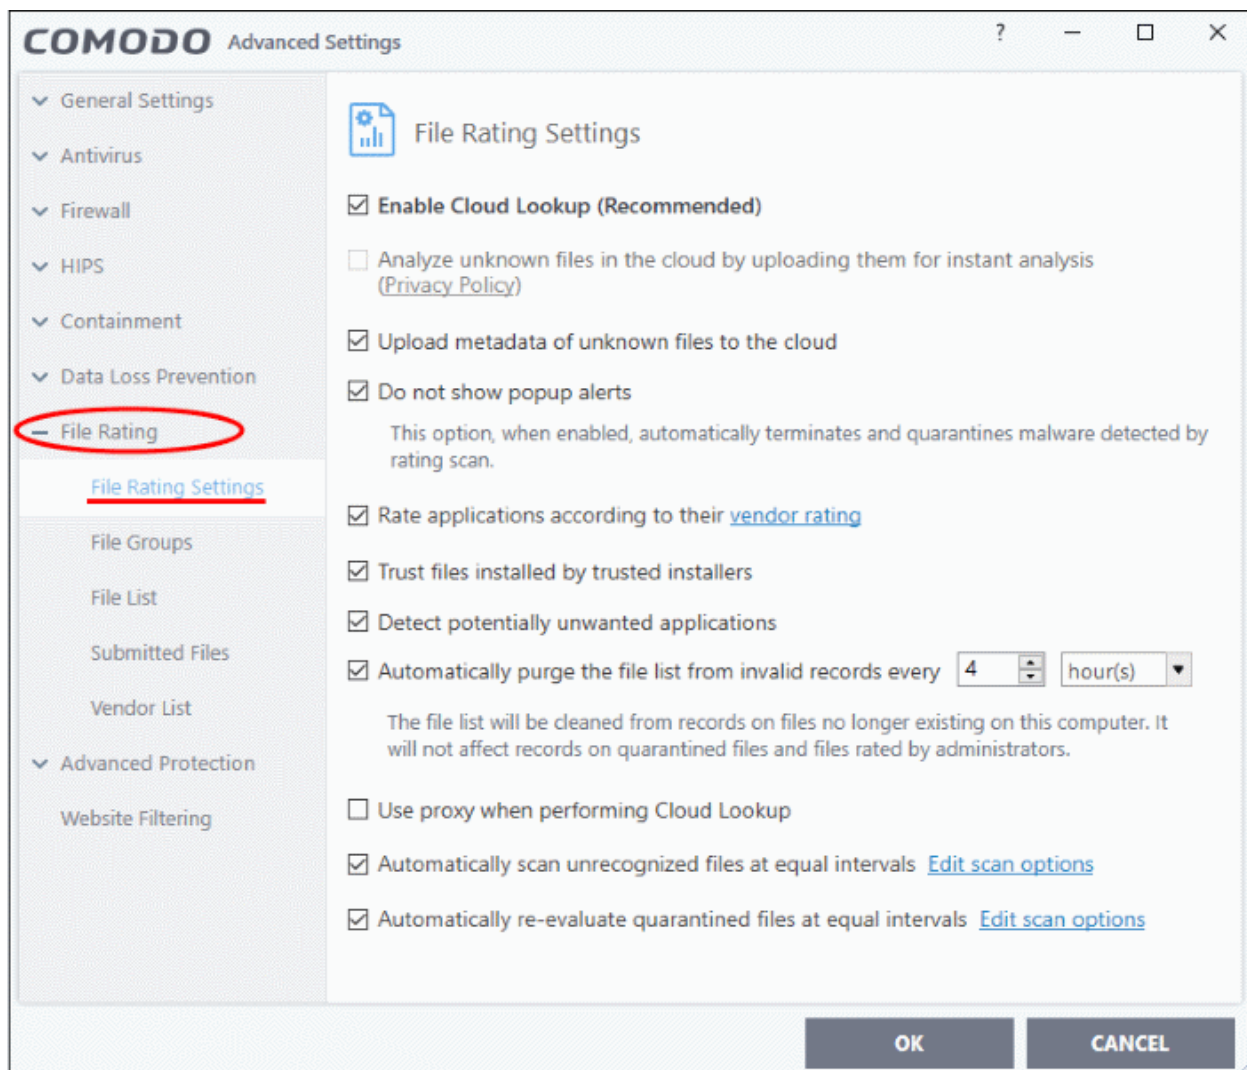 COMODO Advanced Settings ?
General Settings
Antivirus
Firewall
HIPS
Containment
Data Loss Prevention
File Rating
File Rating Settings
File Groups
File List
Submitted Files
Vendor List
Advanced Protection
Website Filtering
File Rating Settings
Enable Cloud Lookup (Recommended)
Analyze unknown files in the cloud by uploading them for instant analysis
(Privacy Policy)
Upload metadata of unknown files to the cloud
Do not show popup alerts
This option, when enabled, automatically terminates and quarantines malware detected by
rating scan.
Rate applications according to their vendor rating
Trust files installed by trusted installers
Detect potentially unwanted applications
Automatically purge the file list from invalid records every 4 hour(s)
The file list will be cleaned from records on files no longer existing on this computer. It
will not affect records on quarantined files and files rated by administrators.
Use proxy when performing Cloud Lookup
Automatically scan unrecognized files at equal intervals Edit scan options
Automatically re-evaluate quarantined files at equal intervals Edit scan options
OK CANCEL